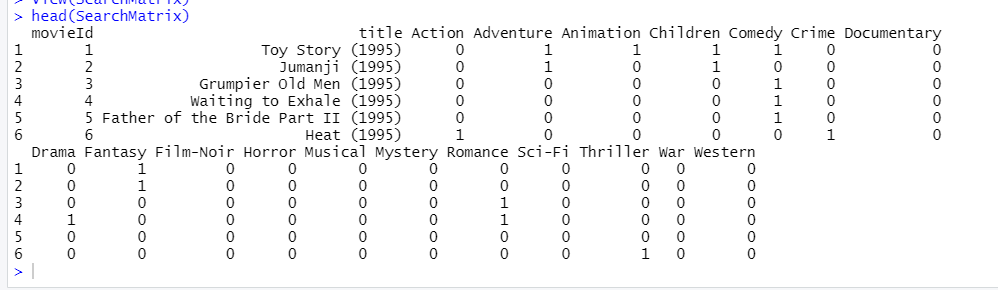 > View(SearchMatrix)
> head(SearchMatrix)
movieId title Action Adventure Animation Children Comedy Crime Documentary
1 1 Toy Story (1995) 0 1 1 1 1 0 0
2 2 Jumanji (1995) 0 1 0 1 0 0 0
3 3 Grumpier Old Men (1995) 0 0 0 0 1 0 0
4 4 Waiting to Exhale (1995) 0 0 0 0 1 0 0
5 5 Father of the Bride Part II (1995) 0 0 0 0 1 0 0
6 6 Heat (1995) 1 0 0 0 0 1 0
Drama Fantasy Film-Noir Horror Musical Mystery Romance Sci-Fi Thriller War Western
1 0 1 0 0 0 0 0 0 0 0 0
2 0 1 0 0 0 0 0 0 0 0 0
3 0 0 0 0 0 0 1 0 0 0 0
4 1 0 0 0 0 0 1 0 0 0 0
5 0 0 0 0 0 0 0 0 0 0 0
6 0 0 0 0 0 0 0 0 1 0 0
>